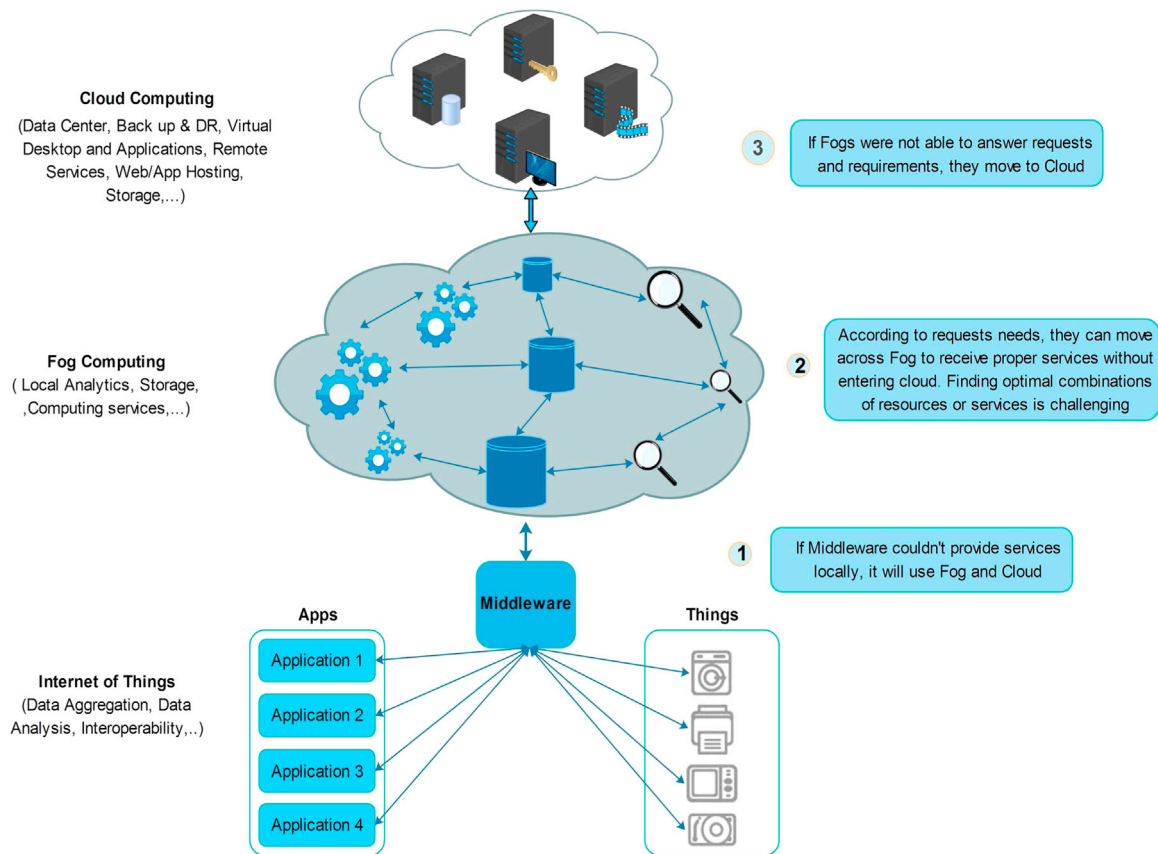 Cloud Computing
(Data Center, Back up & DR, Virtual
Desktop and Applications, Remote
Services, Web/App Hosting,
Storage,...)
3
If Fogs were not able to answer requests
and requirements, they move to Cloud
Fog Computing
( Local Analytics, Storage,
,Computing services,...)
2
According to requests needs, they can move
across Fog to receive proper services without
entering cloud. Finding optimal combinations
of resources or services is challenging
1
If Middleware couldn't provide services
locally, it will use Fog and Cloud
Middleware
Apps
Things
Internet of Things
(Data Aggregation, Data
Analysis, Interoperability,..)
Application 1
Application 2
Application 3
Application 4